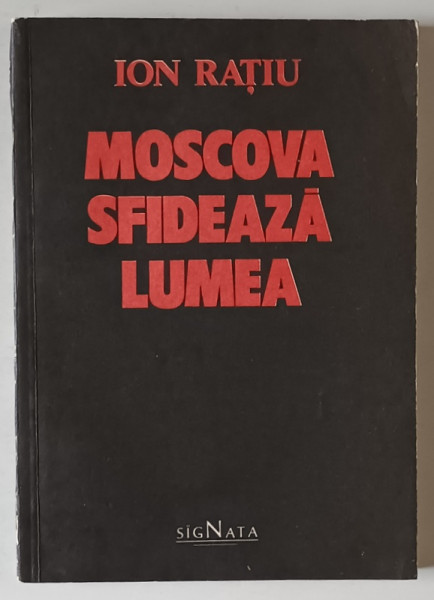 ION RAȚIU
MOSCOVA
SFIDEAZĂ
LUMEA
SIGNATA